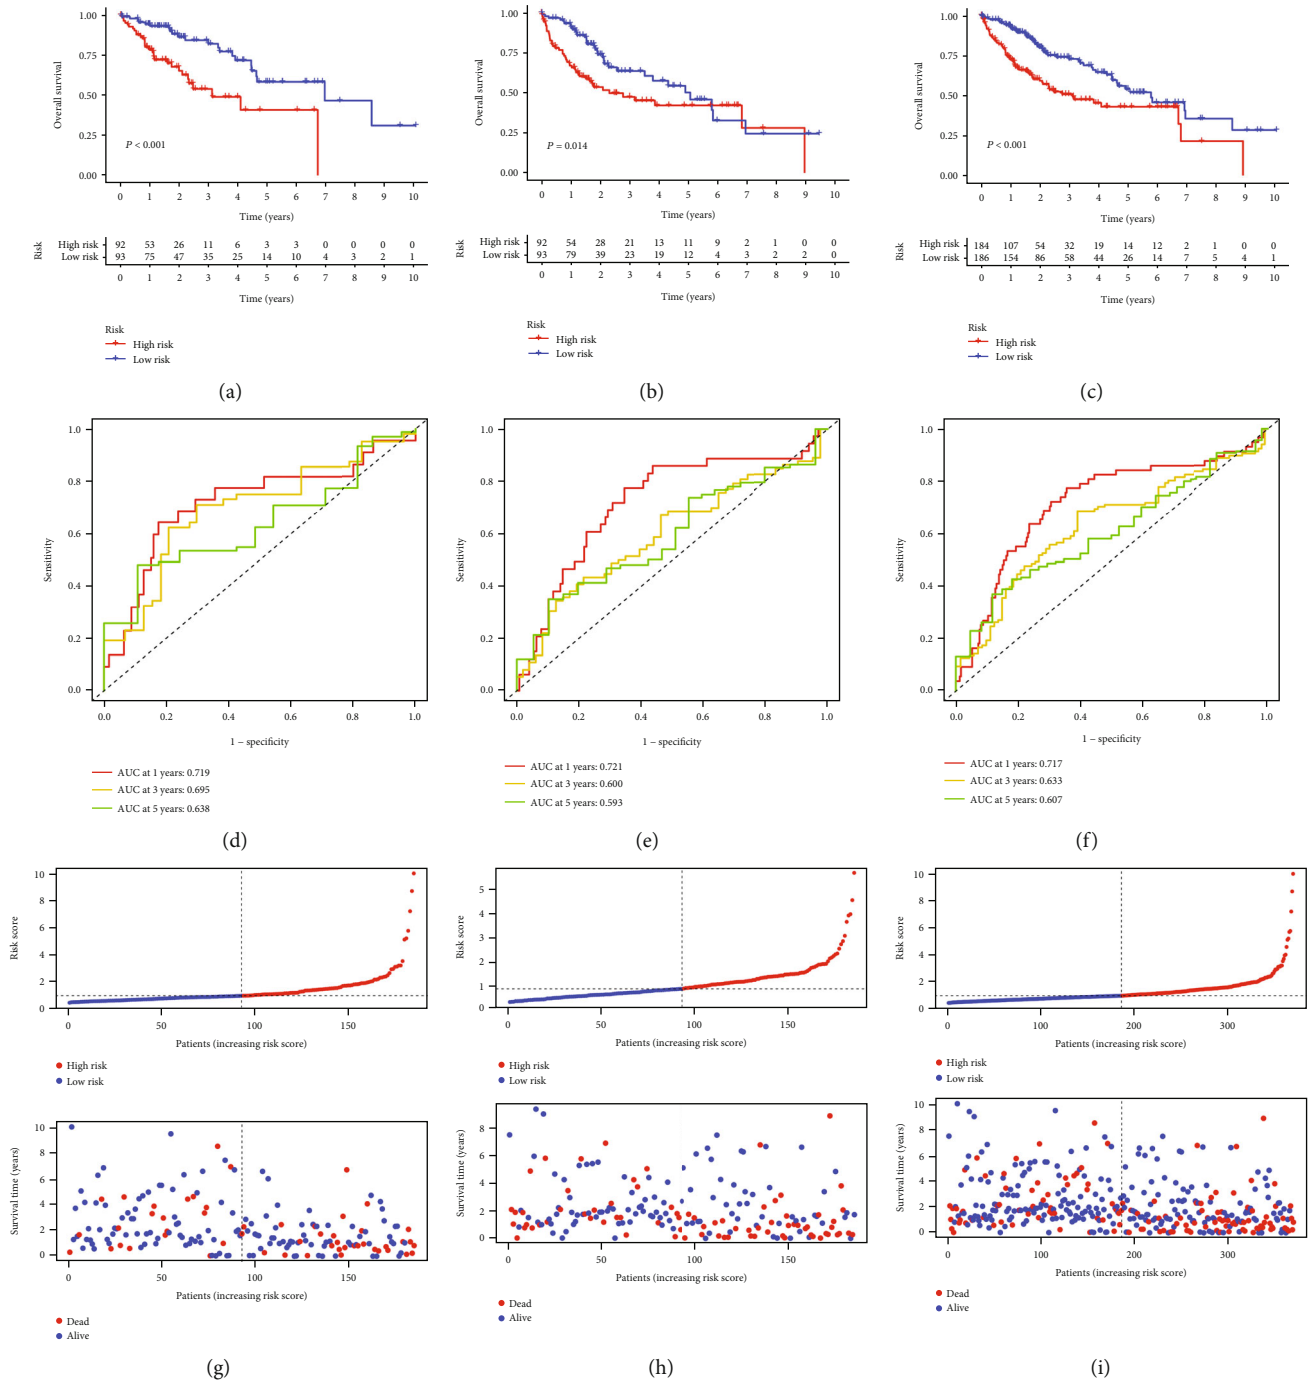 1.00
0.75
0.50
0.25
0.00
Overall survival
P < 0.001
0 1 2 3 4 5 6 7 8 9 10
Time (years)
Risk
High risk 92 53 26 11 6 3 3 0 0 0 0
Low risk 93 75 47 35 25 14 10 4 3 2 1
0 1 2 3 4 5 6 7 8 9 10
Time (years)
Risk
High risk
Low risk
(a)
1.00
0.75
0.50
0.25
0.00
Overall survival
P = 0.014
0 1 2 3 4 5 6 7 8 9 10
Time (years)
Risk
High risk 92 54 28 21 13 11 9 2 1 0 0
Low risk 93 79 39 23 19 12 4 3 2 2 0
0 1 2 3 4 5 6 7 8 9 10
Time (years)
Risk
High risk
Low risk
(b)
1.00
0.75
0.50
0.25
0.00
Overall survival
P < 0.001
0 1 2 3 4 5 6 7 8 9 10
Time (years)
Risk
High risk 184 107 54 32 19 14 12 2 1 0 0
Low risk 186 154 86 58 44 26 14 7 5 4 1
0 1 2 3 4 5 6 7 8 9 10
Time (years)
Risk
High risk
Low risk
(c)
1.0
0.8
0.6
0.4
0.2
0.0
Sensitivity
0.0 0.2 0.4 0.6 0.8 1.0
1 − specificity
AUC at 1 years: 0.719
AUC at 3 years: 0.695
AUC at 5 years: 0.638
(d)
1.0
0.8
0.6
0.4
0.2
0.0
Sensitivity
0.0 0.2 0.4 0.6 0.8 1.0
1 − specificity
AUC at 1 years: 0.721
AUC at 3 years: 0.600
AUC at 5 years: 0.593
(e)
1.0
0.8
0.6
0.4
0.2
0.0
Sensitivity
0.0 0.2 0.4 0.6 0.8 1.0
1 − specificity
AUC at 1 years: 0.717
AUC at 3 years: 0.633
AUC at 5 years: 0.607
(f)
10
8
6
4
2
0
Risk score
0 50 100 150
Patients (increasing risk score)
High risk
Low risk
10
8
6
4
2
0
Survival time (years)
0 50 100 150
Patients (increasing risk score)
Dead
Alive
(g)
5
4
3
2
1
0
Risk score
0 50 100 150
Patients (increasing risk score)
High risk
Low risk
8
6
4
2
0
Survival time (years)
0 50 100 150
Patients (increasing risk score)
Dead
Alive
(h)
10
8
6
4
2
0
Risk score
0 100 200 300
Patients (increasing risk score)
High risk
Low risk
10
8
6
4
2
0
Survival time (years)
0 100 200 300
Patients (increasing risk score)
Dead
Alive
(i)